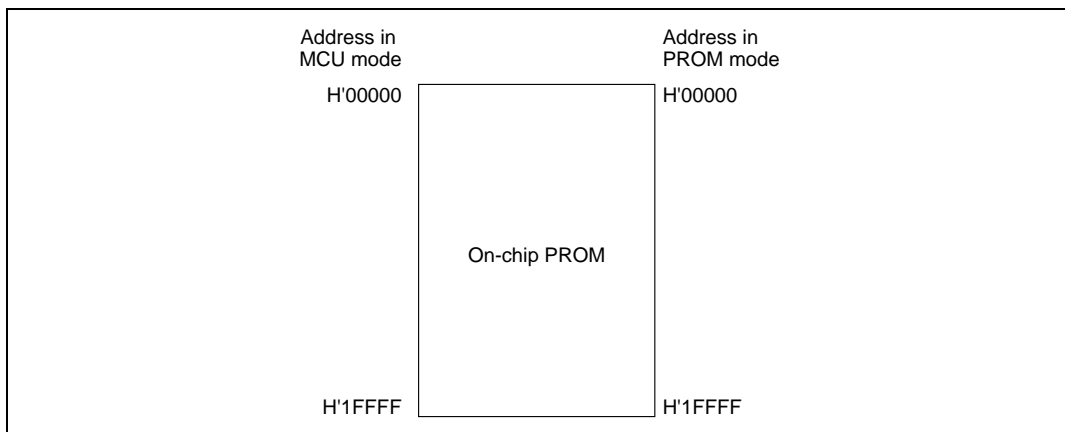 Address in
MCU mode
Address in
PROM mode
H'00000
H'00000
On-chip PROM
H'1FFFF
H'1FFFF